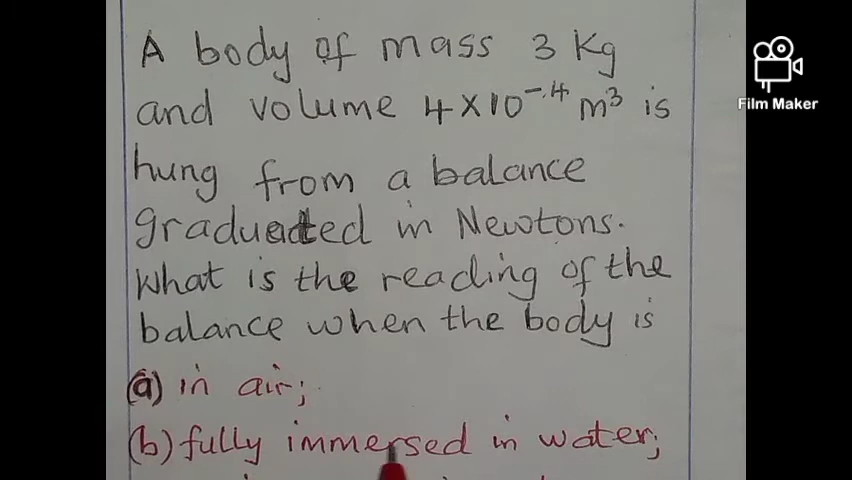 A body of mass 3 Kg
and volume 4×10⁻⁴ m³ is
hung from a balance
graduated in Newtons.
What is the reading of the
balance when the body is
(a) in air;
(b) fully immersed in water;
Film Maker